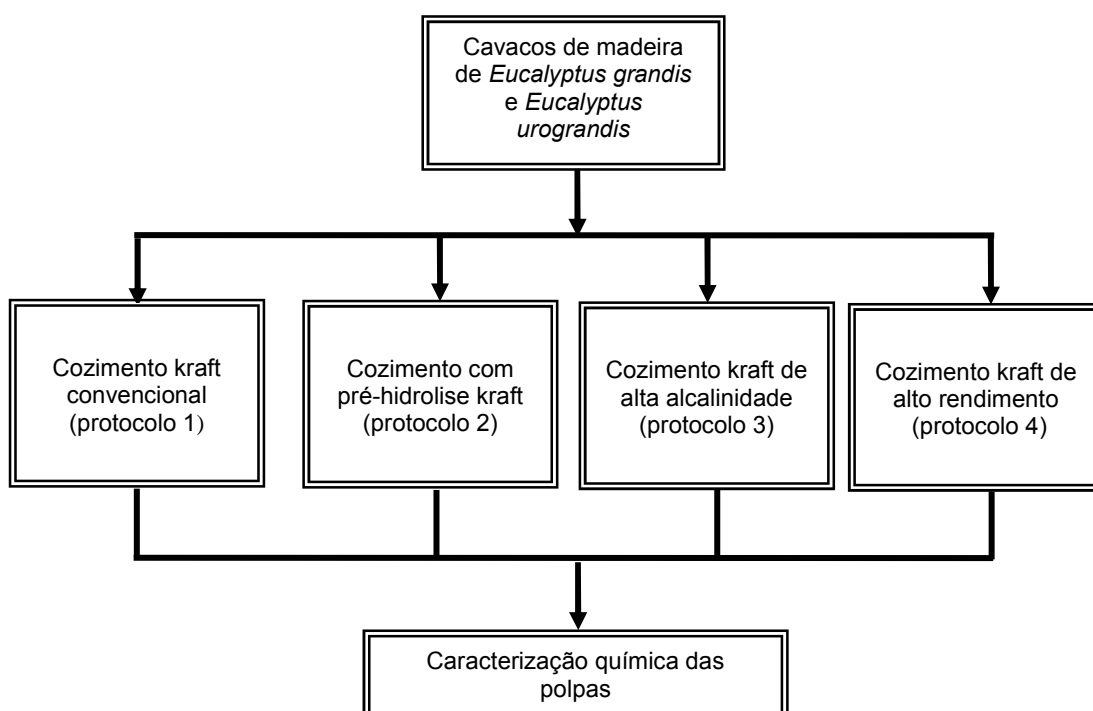 Cavacos de madeira
de Eucalyptus grandis
e Eucalyptus
urograndis
Cozimento kraft
convencional
(protocolo 1)
Cozimento com
pré-hidrolise kraft
(protocolo 2)
Cozimento kraft de
alta alcalinidade
(protocolo 3)
Cozimento kraft de
alto rendimento
(protocolo 4)
Caracterização química das
polpas